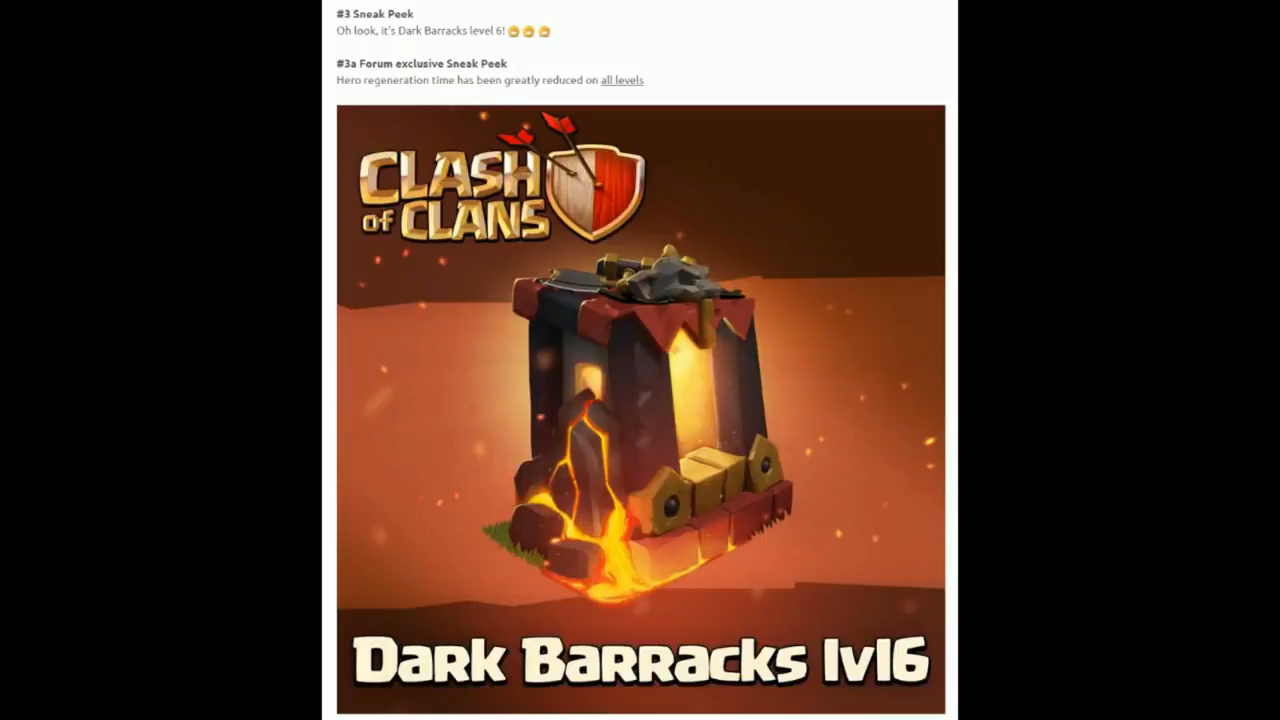 #3 Sneak Peek
Oh look, it's Dark Barracks level 6!
#3a Forum exclusive Sneak Peek
Hero regeneration time has been greatly reduced on all levels
CLASH
of CLANS
Dark Barracks lvl6